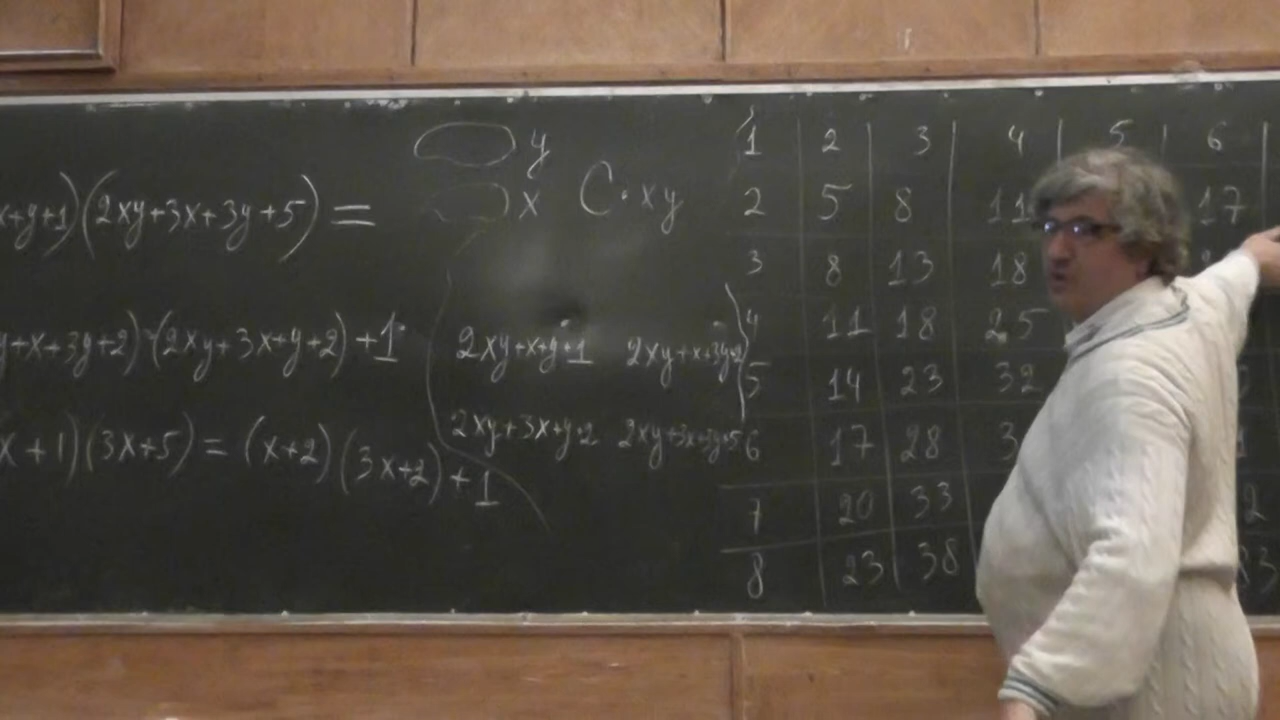 x+y+1)(2xy+3x+3y+5)=
y+x+3y+2)·(2xy+3x+y+2)+1
x+1)(3x+5)=(x+2)(3x+2)+1
y
x C·xy
2xy+x+y+1 2xy+x+3y+2
2xy+3x+y+2 2xy+3x+3y+5
1 2 3 4 5 6
2 5 8 11 17
3 8 13 18
4 11 18 25
5 14 23 32
6 17 28
7 20 33
8 23 38